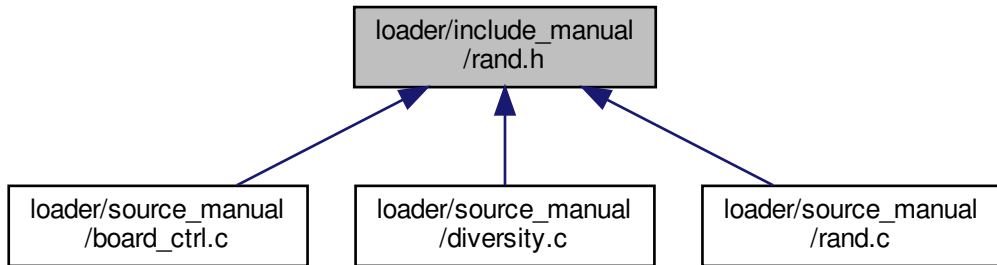 loader/include_manual
/rand.h
loader/source_manual
/board_ctrl.c
loader/source_manual
/diversity.c
loader/source_manual
/rand.c